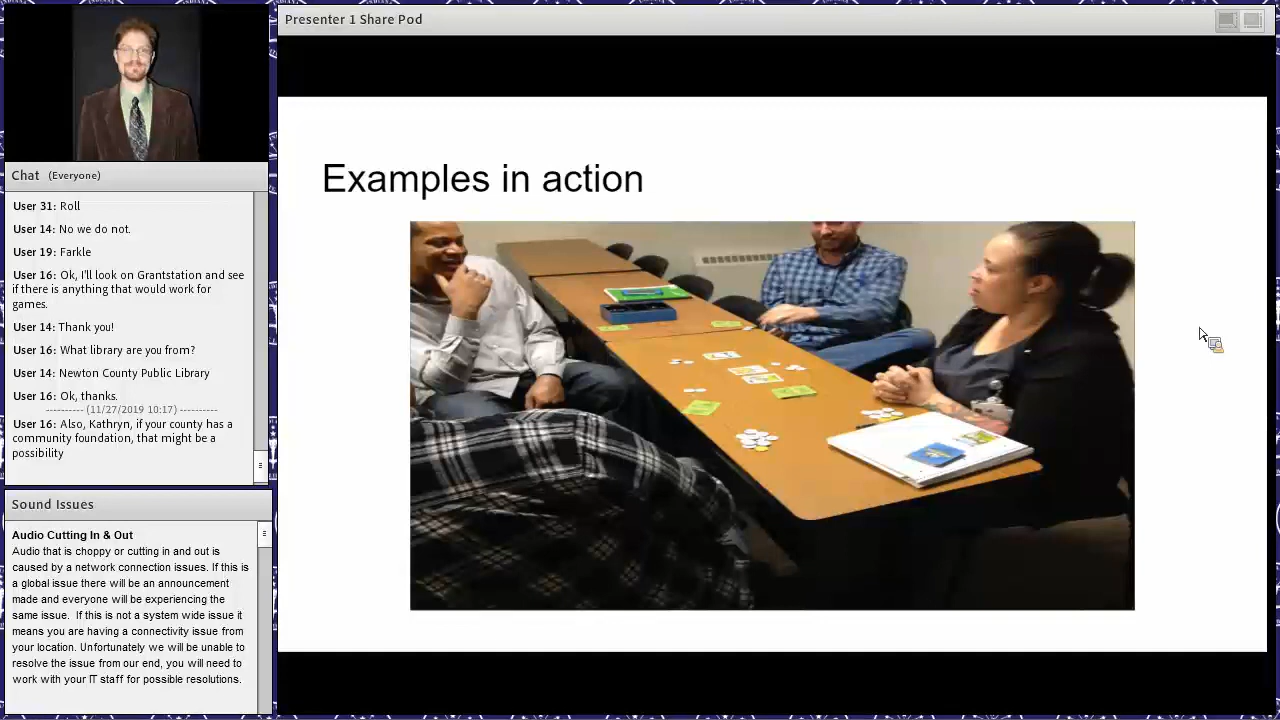 Presenter 1 Share Pod
Chat (Everyone)
User 31: Roll
User 14: No we do not.
User 19: Farkle
User 16: Ok, I'll look on Grantstation and see
if there is anything that would work for
games.
User 14: Thank you!
User 16: What library are you from?
User 14: Newton County Public Library
User 16: Ok, thanks.
---------- (11/27/2019 10:17) ----------
User 16: Also, Kathryn, if your county has a
community foundation, that might be a
possibility
Sound Issues
Audio Cutting In & Out
Audio that is choppy or cutting in and out is
caused by a network connection issues. If this is
a global issue there will be an announcement
made and everyone will be experiencing the
same issue.  If this is not a system wide issue it
means you are having a connectivity issue from
your location. Unfortunately we will be unable to
resolve the issue from our end, you will need to
work with your IT staff for possible resolutions.
Examples in action